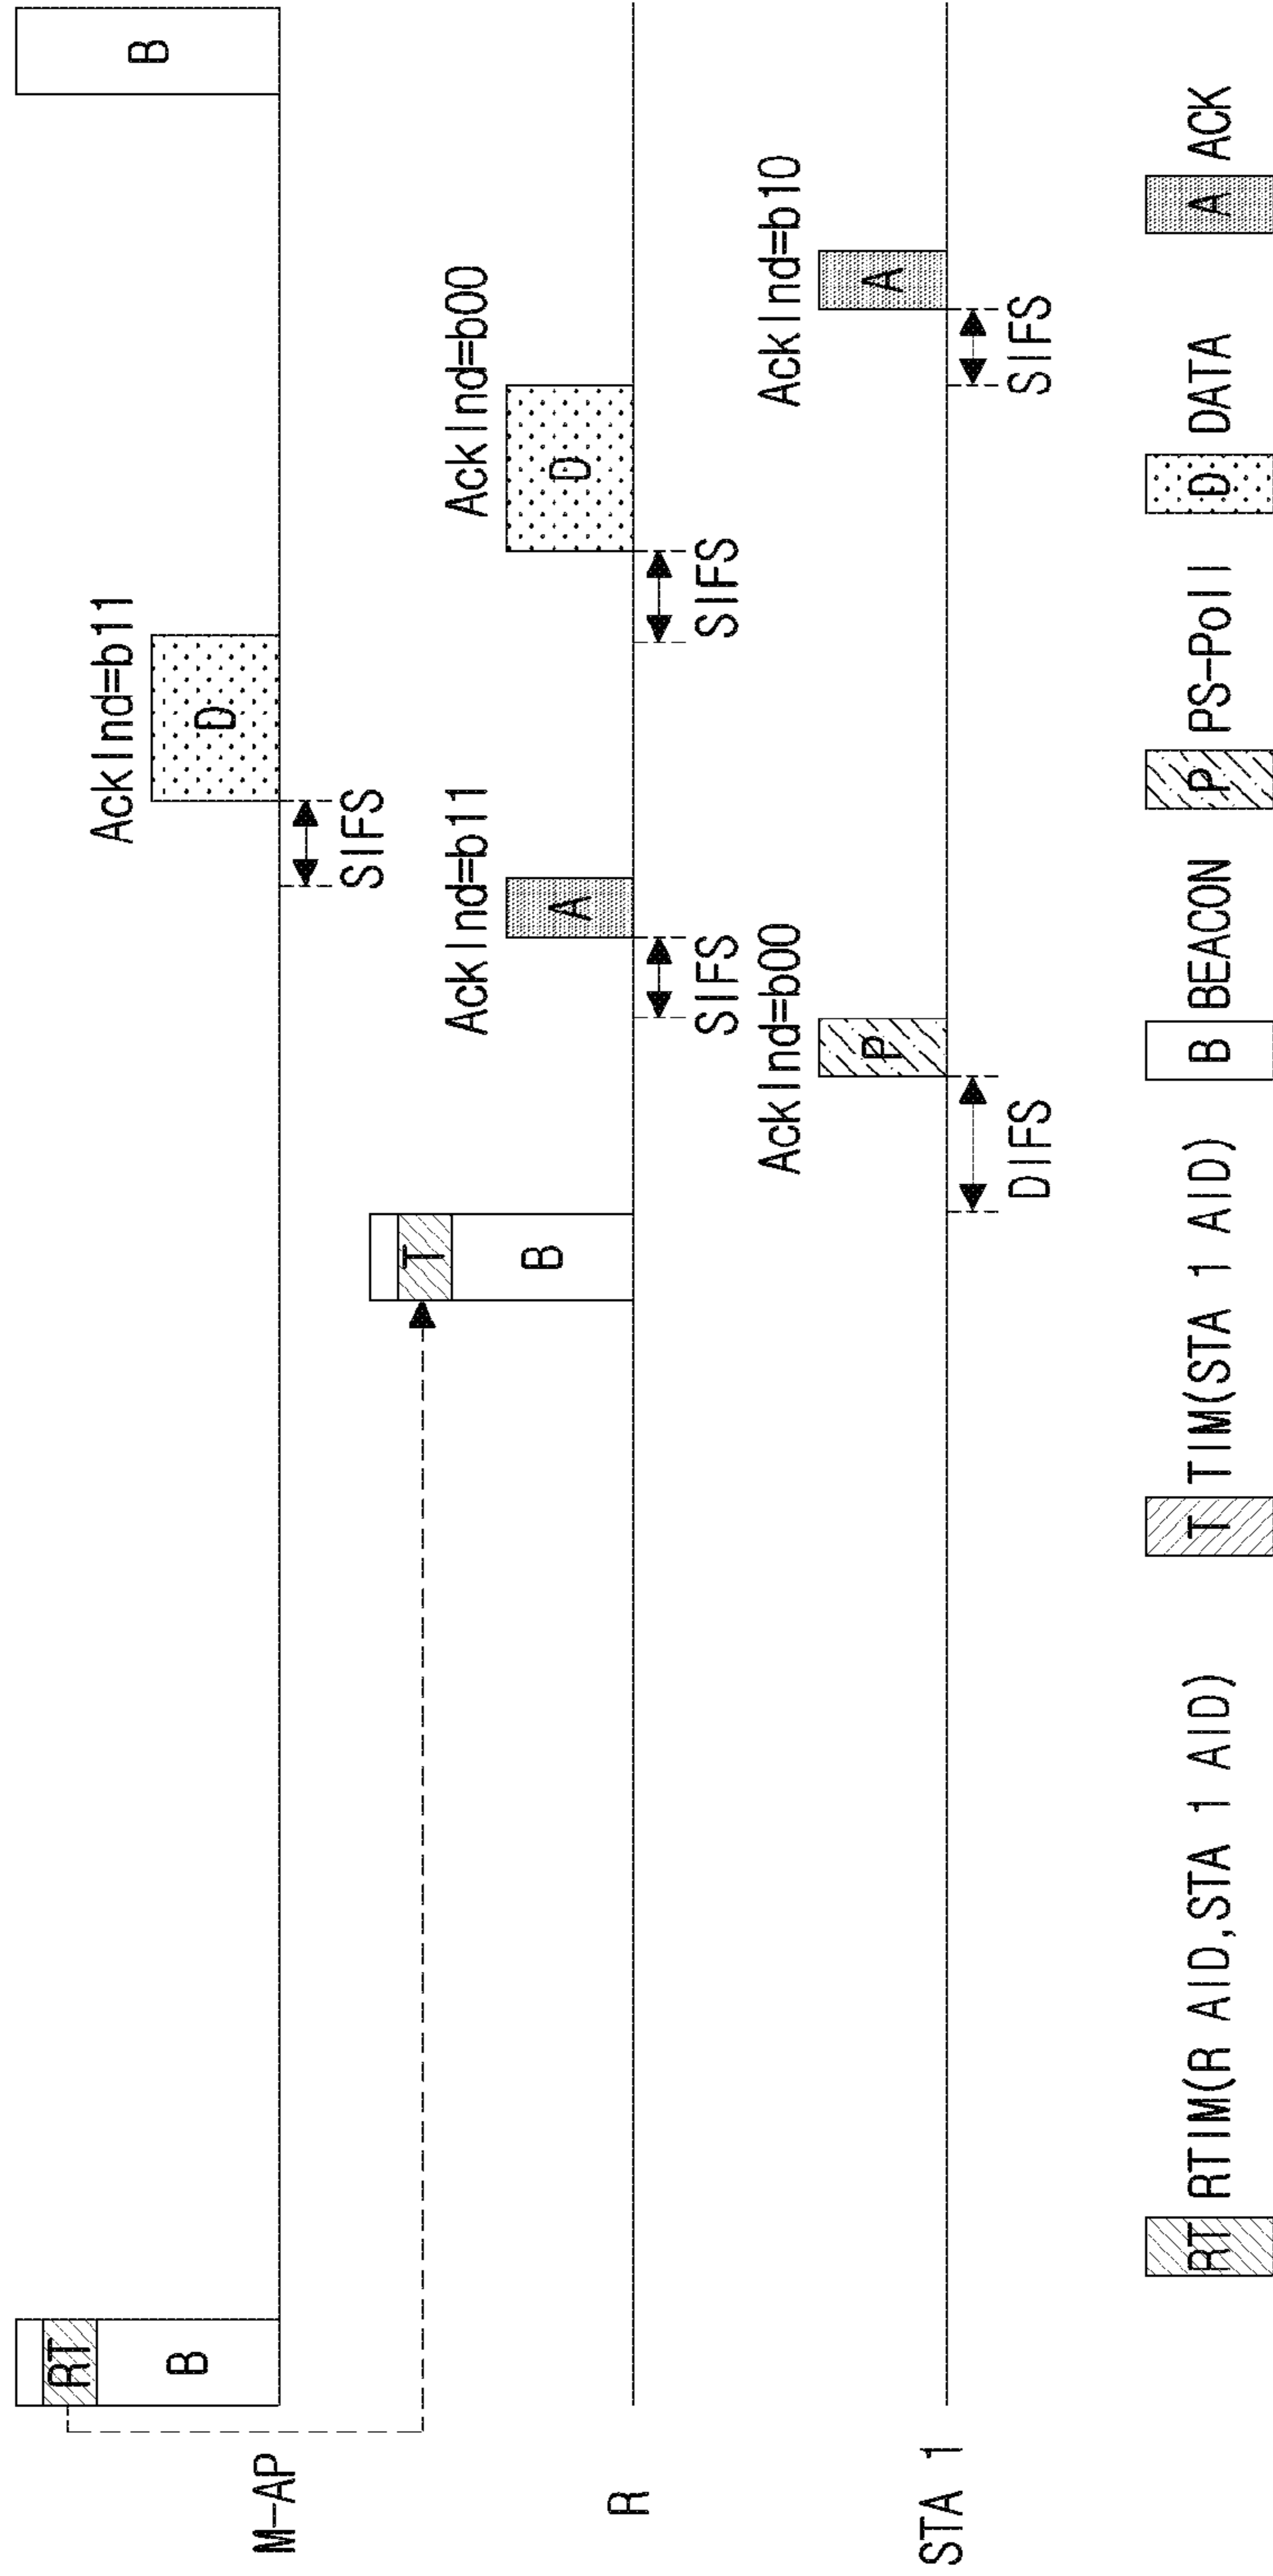 M-AP
RT
B
AckInd=b11
D
SIFS
B
R
T
B
AckInd=b11
A
SIFS
AckInd=b00
D
SIFS
STA 1
AckInd=b00
P
DIFS
AckInd=b10
A
SIFS
RT RTIM(R AID,STA 1 AID) T TIM(STA 1 AID) B BEACON P PS-Poll D DATA A ACK